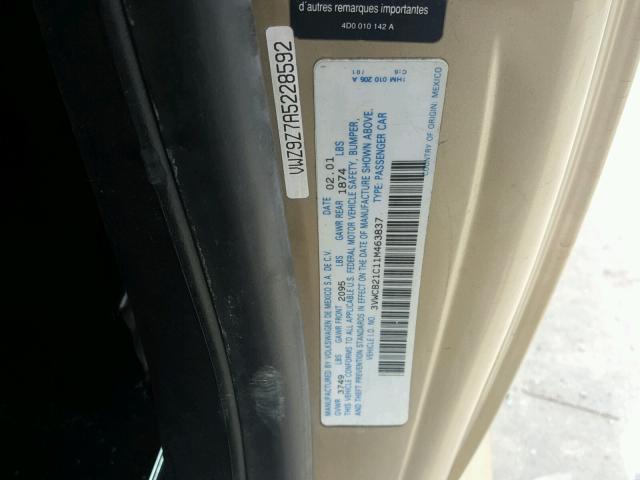 d'autres remarques importantes
4D0 010 142 A
VWZ9Z7A5228592
1HM 010 205 A
/01
MANUFACTURED BY VOLKSWAGEN DE MEXICO S.A. DE C.V. DATE 02.01
GVWR 3749 LBS GAWR FRONT 2095 LBS GAWR REAR 1874 LBS
THIS VEHICLE CONFORMS TO ALL APPLICABLE U.S. FEDERAL MOTOR VEHICLE SAFETY, BUMPER,
AND THEFT PREVENTION STANDARDS IN EFFECT ON THE DATE OF MANUFACTURE SHOWN ABOVE.
VEHICLE I.D. NO. 3VWCB21C11M463837 TYPE: PASSENGER CAR
COUNTRY OF ORIGIN: MEXICO